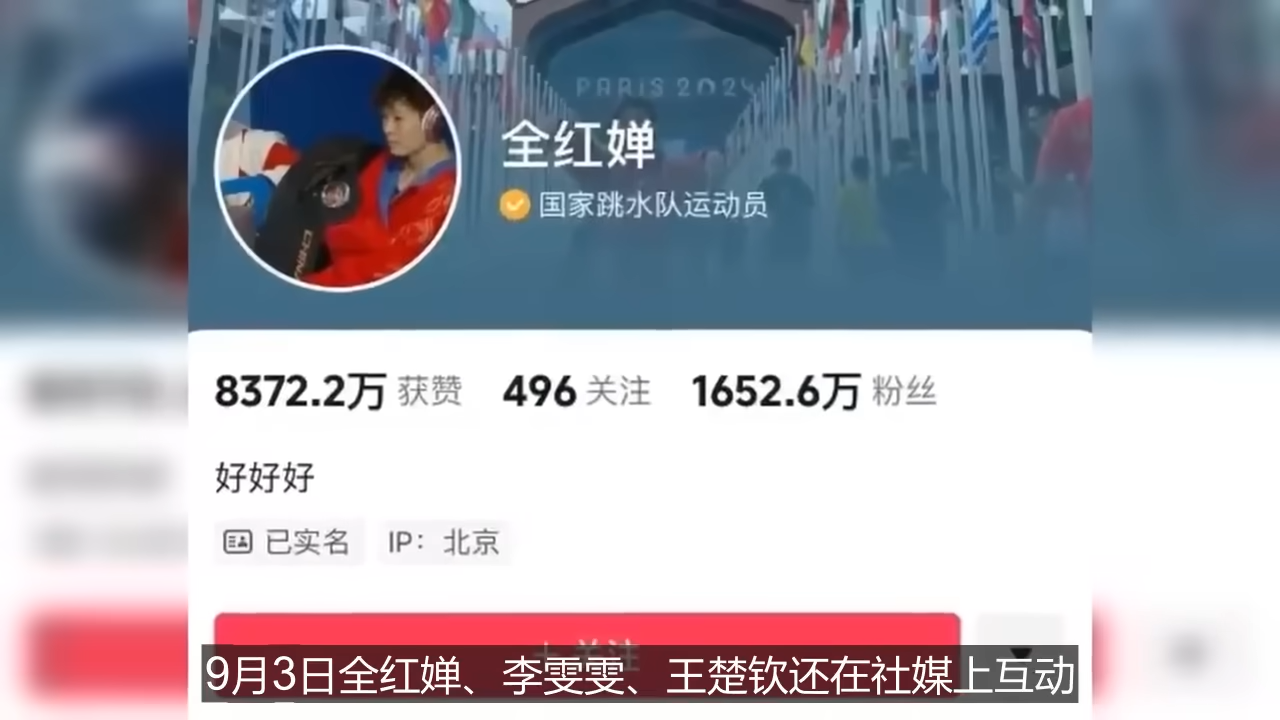 PARIS 2024
全红婵
国家跳水队运动员
8372.2万 获赞 496 关注 1652.6万 粉丝
好好好
已实名 IP: 北京
+ 关注
9月3日全红婵、李雯雯、王楚钦还在社媒上互动